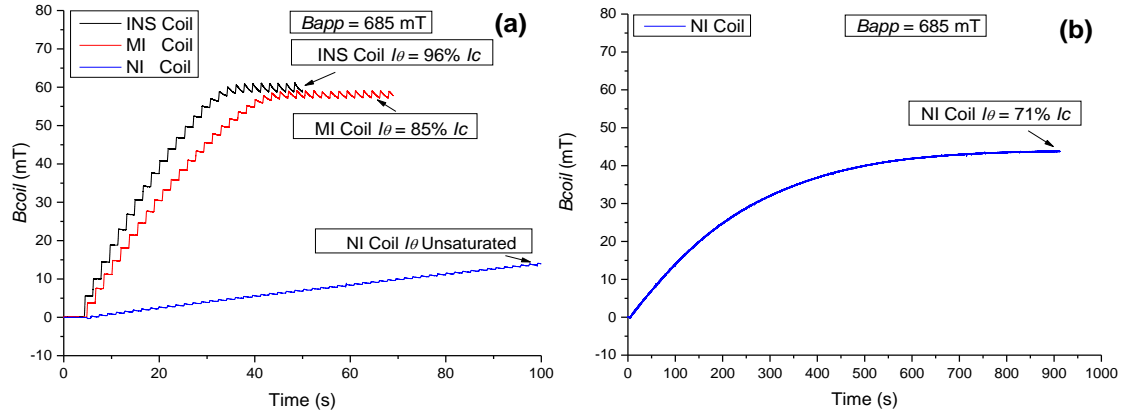 (a)
INS Coil
MI Coil
NI Coil
Bapp = 685 mT
INS Coil Iθ = 96% Ic
MI Coil Iθ = 85% Ic
NI Coil Iθ Unsaturated
Bcoil (mT)
80
70
60
50
40
30
20
10
0
-10
0 20 40 60 80 100
Time (s)
(b)
NI Coil
Bapp = 685 mT
NI Coil Iθ = 71% Ic
Bcoil (mT)
80
70
60
50
40
30
20
10
0
-10
0 100 200 300 400 500 600 700 800 900 1000
Time (s)